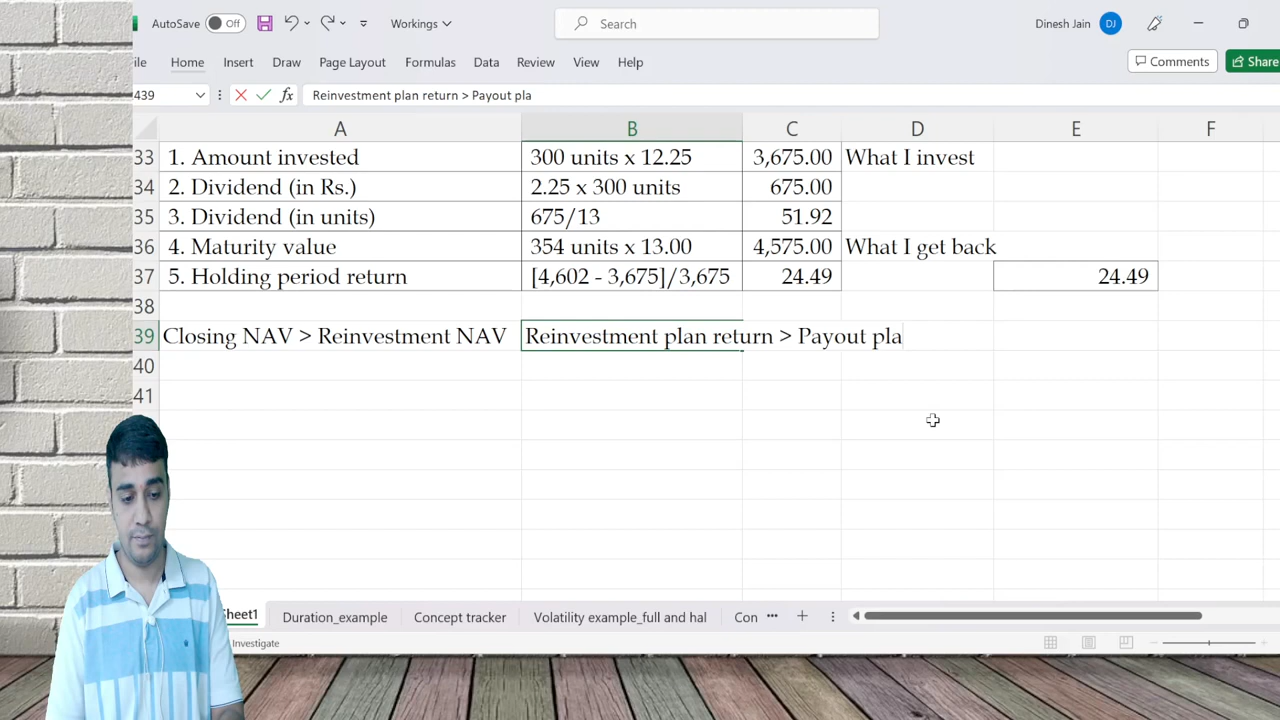 AutoSave Off Workings Search Dinesh Jain DJ
ile Home Insert Draw Page Layout Formulas Data Review View Help Comments Share
439 fx Reinvestment plan return > Payout pla
A B C D E F
33 1. Amount invested 300 units x 12.25 3,675.00 What I invest
34 2. Dividend (in Rs.) 2.25 x 300 units 675.00
35 3. Dividend (in units) 675/13 51.92
36 4. Maturity value 354 units x 13.00 4,575.00 What I get back
37 5. Holding period return [4,602 - 3,675]/3,675 24.49 24.49
38
39 Closing NAV > Reinvestment NAV Reinvestment plan return > Payout pla
40
41
Sheet1 Duration_example Concept tracker Volatility example_full and hal Con
Investigate